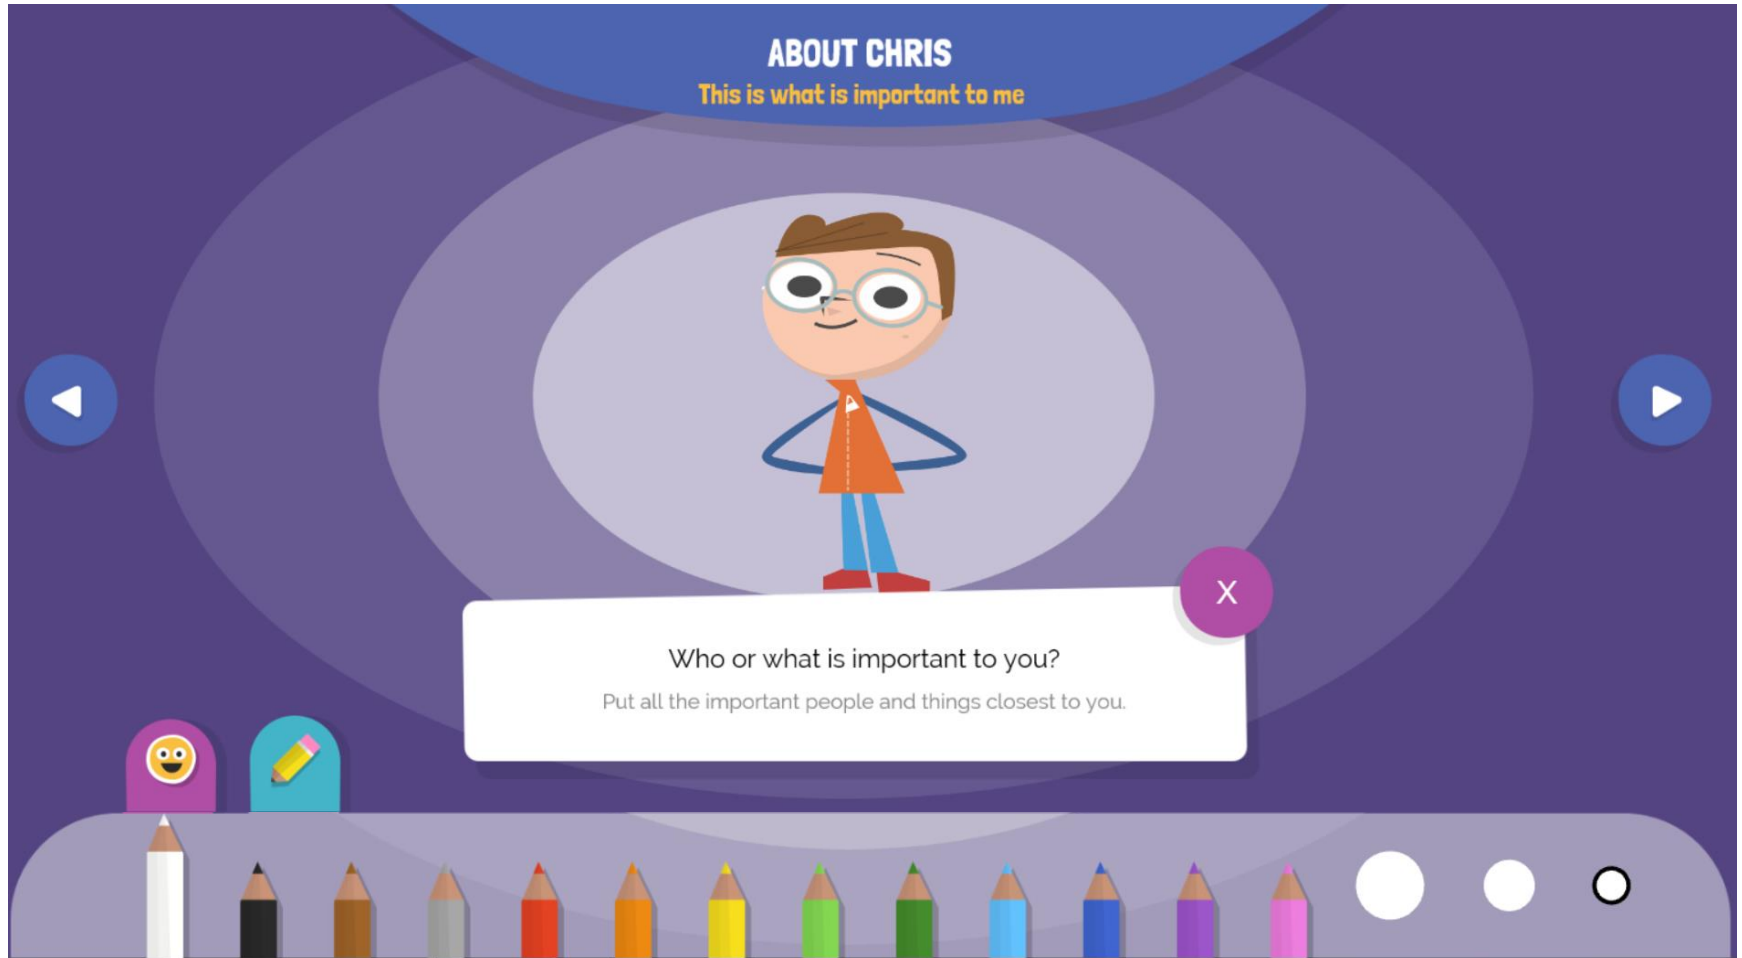 ABOUT CHRIS
This is what is important to me
X
Who or what is important to you?
Put all the important people and things closest to you.